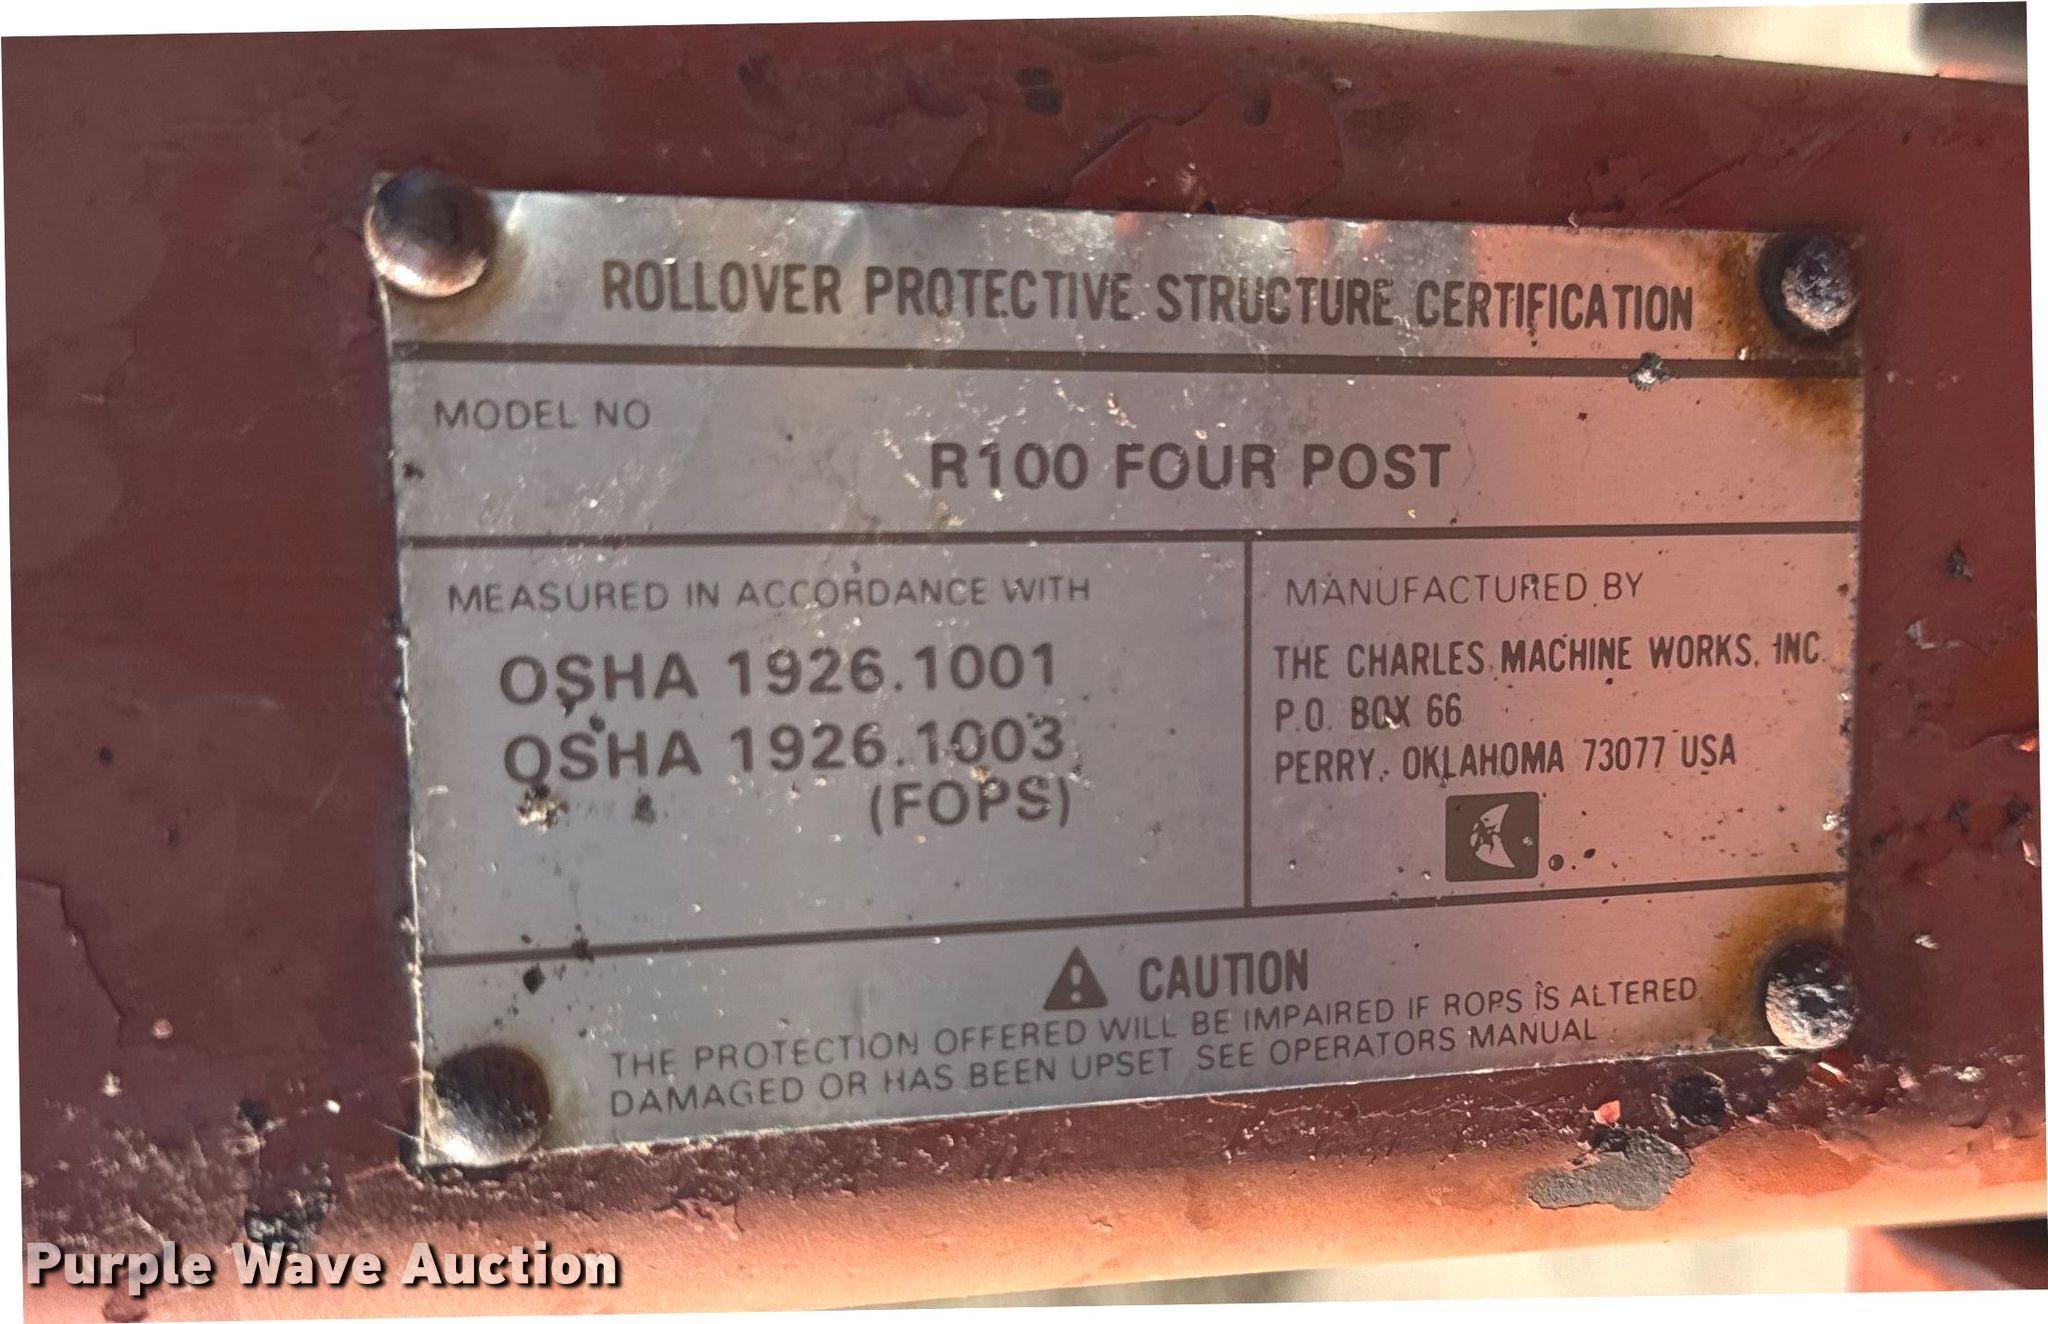 ROLLOVER PROTECTIVE STRUCTURE CERTIFICATION
MODEL NO
R100 FOUR POST
MEASURED IN ACCORDANCE WITH
OSHA 1926.1001
OSHA 1926.1003
(FOPS)
MANUFACTURED BY
THE CHARLES MACHINE WORKS, INC.
P.O. BOX 66
PERRY, OKLAHOMA 73077 USA
CAUTION
THE PROTECTION OFFERED WILL BE IMPAIRED IF ROPS IS ALTERED
DAMAGED OR HAS BEEN UPSET SEE OPERATORS MANUAL
Purple Wave Auction